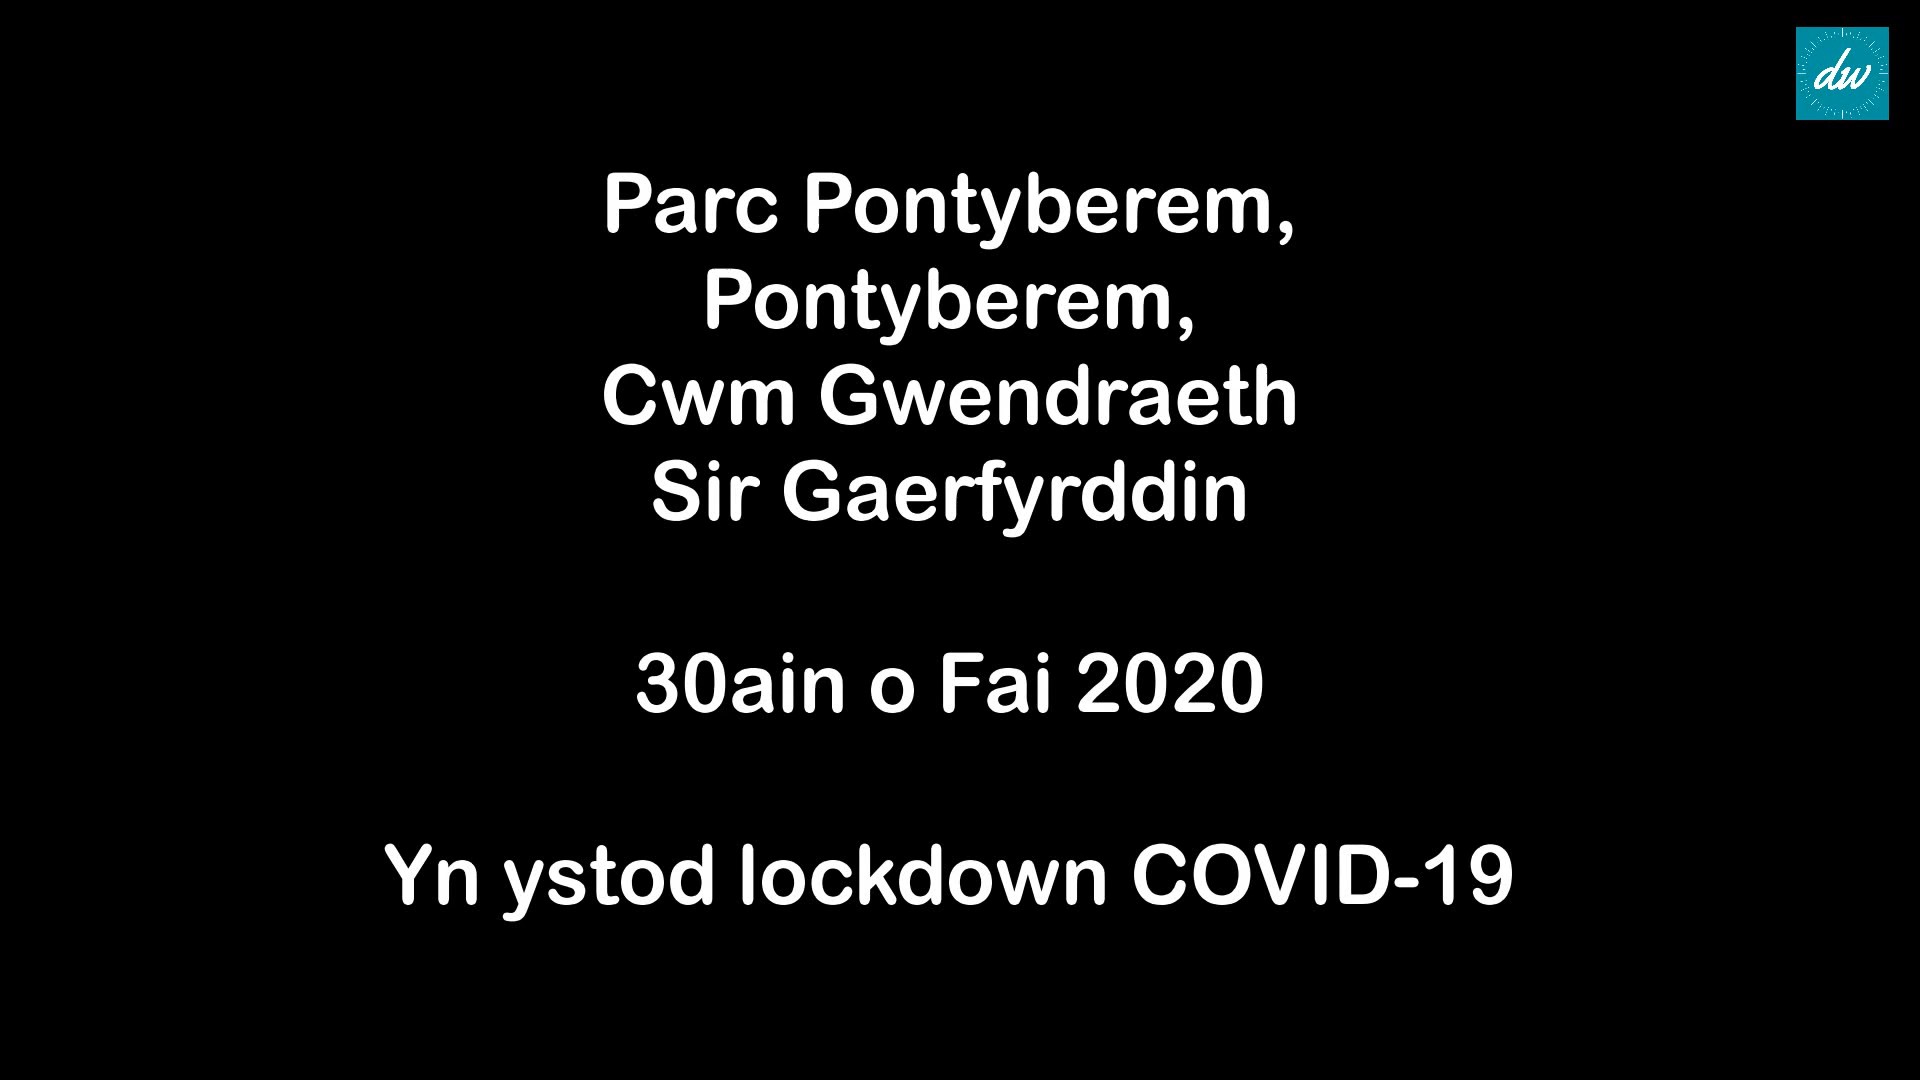 dw
Parc Pontyberem,
Pontyberem,
Cwm Gwendraeth
Sir Gaerfyrddin
30ain o Fai 2020
Yn ystod lockdown COVID-19